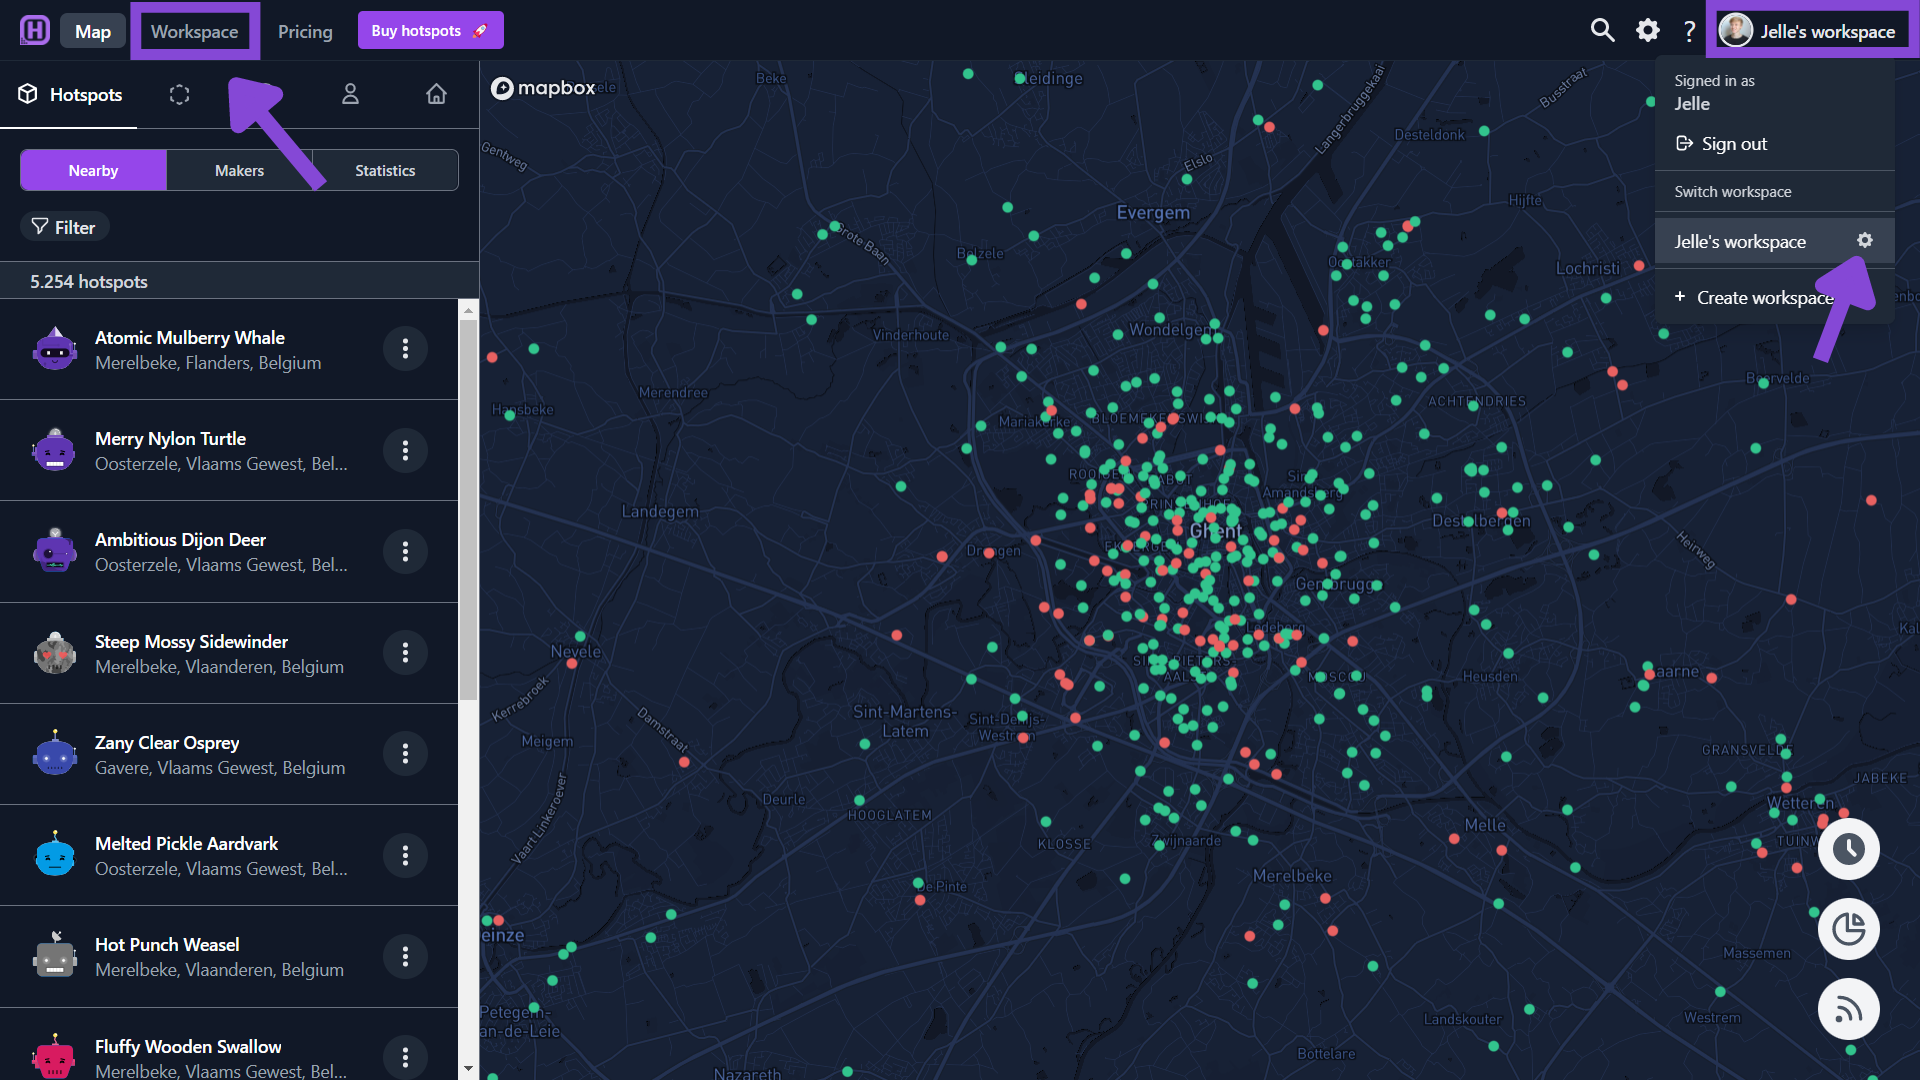 H
Map
Workspace
Pricing
Buy hotspots
?
Jelle's workspace
Signed in as
Jelle
Sign out
Switch workspace
Jelle's workspace
+ Create workspace
Hotspots
Nearby
Makers
Statistics
Filter
5.254 hotspots
Atomic Mulberry Whale
Merelbeke, Flanders, Belgium
Merry Nylon Turtle
Oosterzele, Vlaams Gewest, Bel...
Ambitious Dijon Deer
Oosterzele, Vlaams Gewest, Bel...
Steep Mossy Sidewinder
Merelbeke, Vlaanderen, Belgium
Zany Clear Osprey
Gavere, Vlaams Gewest, Belgium
Melted Pickle Aardvark
Oosterzele, Vlaams Gewest, Bel...
Hot Punch Weasel
Merelbeke, Vlaanderen, Belgium
Fluffy Wooden Swallow
Merelbeke, Vlaams Gewest, Bel...
mapbox
Beke
Langerbruggekaai
Busstraat
Desteldonk
Gentweg
Elslo
Evergem
Hijfte
Grote Baan
Belzele
Oostakker
Lochristi
Vinderhoute
Wondelgem
Beervelde
Merendree
Hansbeke
Mariakerke
ACHTENDRIES
Landegem
Sint-
Amandsberg
Ghent
Destelbergen
Drongen
Heirweg
Gentbrugge
Ledeberg
Nevele
Kerrebroek
Damstraat
Meigem
Sint-Martens-
Latem
Sint-Denijs-
Westrem
MOSCOU
Heusden
Laarne
GRANSVELDE
JABEKE
Vaart Linkeroever
Deurle
HOOGLATEM
KLOSSE
Zwijnaarde
Melle
Wetteren
De Pinte
Merelbeke
einze
Massemen
Petegem-
an-de-Leie
Landskouter
Westrem
Bottelare
Nazareth